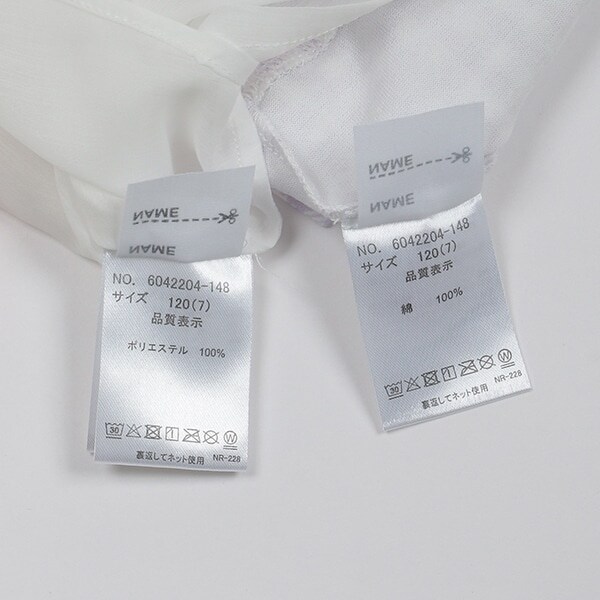 NAME
NAME
NO. 6042204-148
サイズ 120(7)
品質表示
ポリエステル 100%
30
W
裏返してネット使用 NR-228
NAME
NAME
NO. 6042204-148
サイズ 120(7)
品質表示
綿 100%
30
W
裏返してネット使用 NR-228